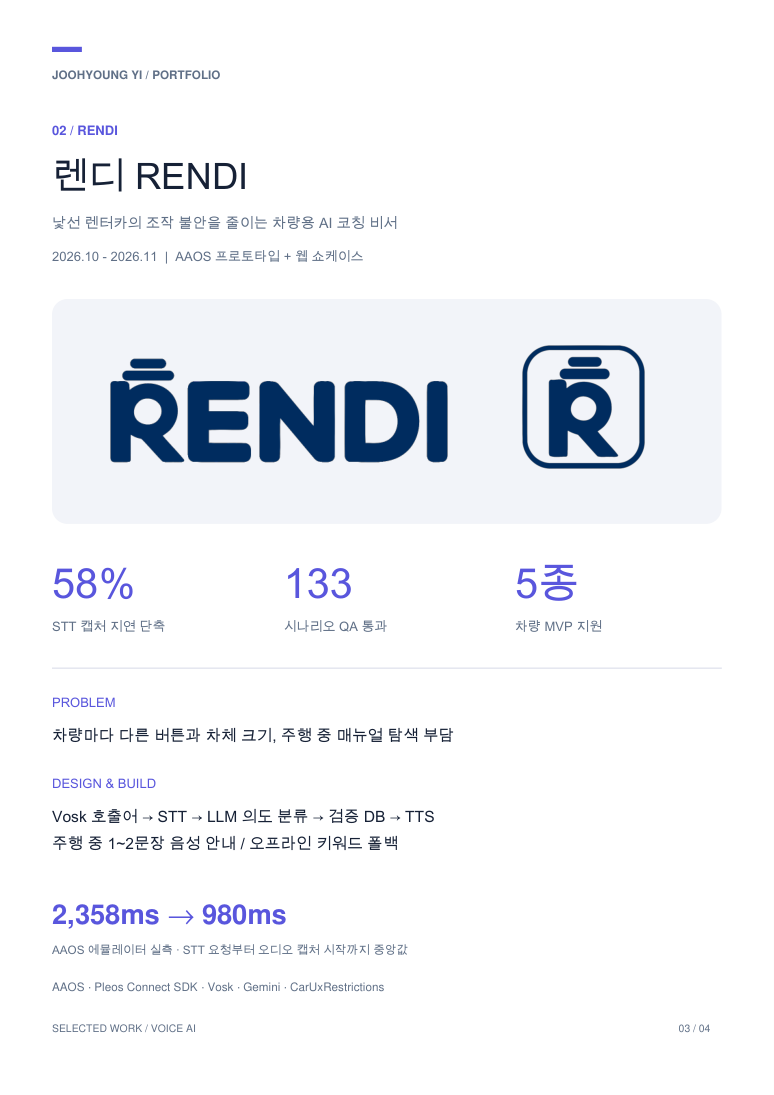 JOOHYOUNG YI / PORTFOLIO
02 / RENDI
렌디 RENDI
낯선 렌터카의 조작 불안을 줄이는 차량용 AI 코칭 비서
2026.10 - 2026.11 | AAOS 프로토타입 + 웹 쇼케이스
RENDI R
58% 133 5종
STT 캡처 지연 단축 시나리오 QA 통과 차량 MVP 지원
PROBLEM
차량마다 다른 버튼과 차체 크기, 주행 중 매뉴얼 탐색 부담
DESIGN & BUILD
Vosk 호출어 → STT → LLM 의도 분류 → 검증 DB → TTS
주행 중 1~2문장 음성 안내 / 오프라인 키워드 폴백
2,358ms → 980ms
AAOS 에뮬레이터 실측 · STT 요청부터 오디오 캡처 시작까지 중앙값
AAOS · Pleos Connect SDK · Vosk · Gemini · CarUxRestrictions
SELECTED WORK / VOICE AI 03 / 04